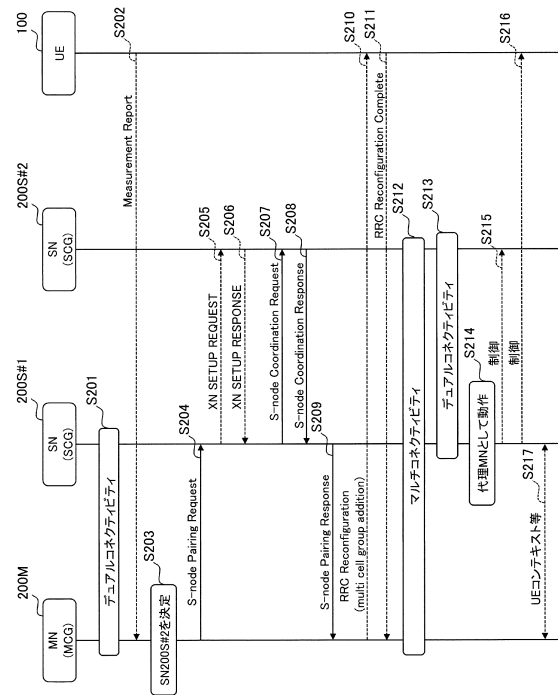 200M
MN
(MCG)
200S#1
SN
(SCG)
200S#2
SN
(SCG)
100
UE
S201
デュアルコネクティビティ
S202
Measurement Report
S203
SN200S#2を決定
S204
S-node Pairing Request
S205
XN SETUP REQUEST
S206
XN SETUP RESPONSE
S207
S-node Coordination Request
S208
S-node Coordination Response
S209
S-node Pairing Response
S210
RRC Reconfiguration
(multi cell group addition)
S211
RRC Reconfiguration Complete
S212
マルチコネクティビティ
S213
デュアルコネクティビティ
S214
代理MNとして動作
S215
制御
S216
制御
S217
UEコンテキスト等